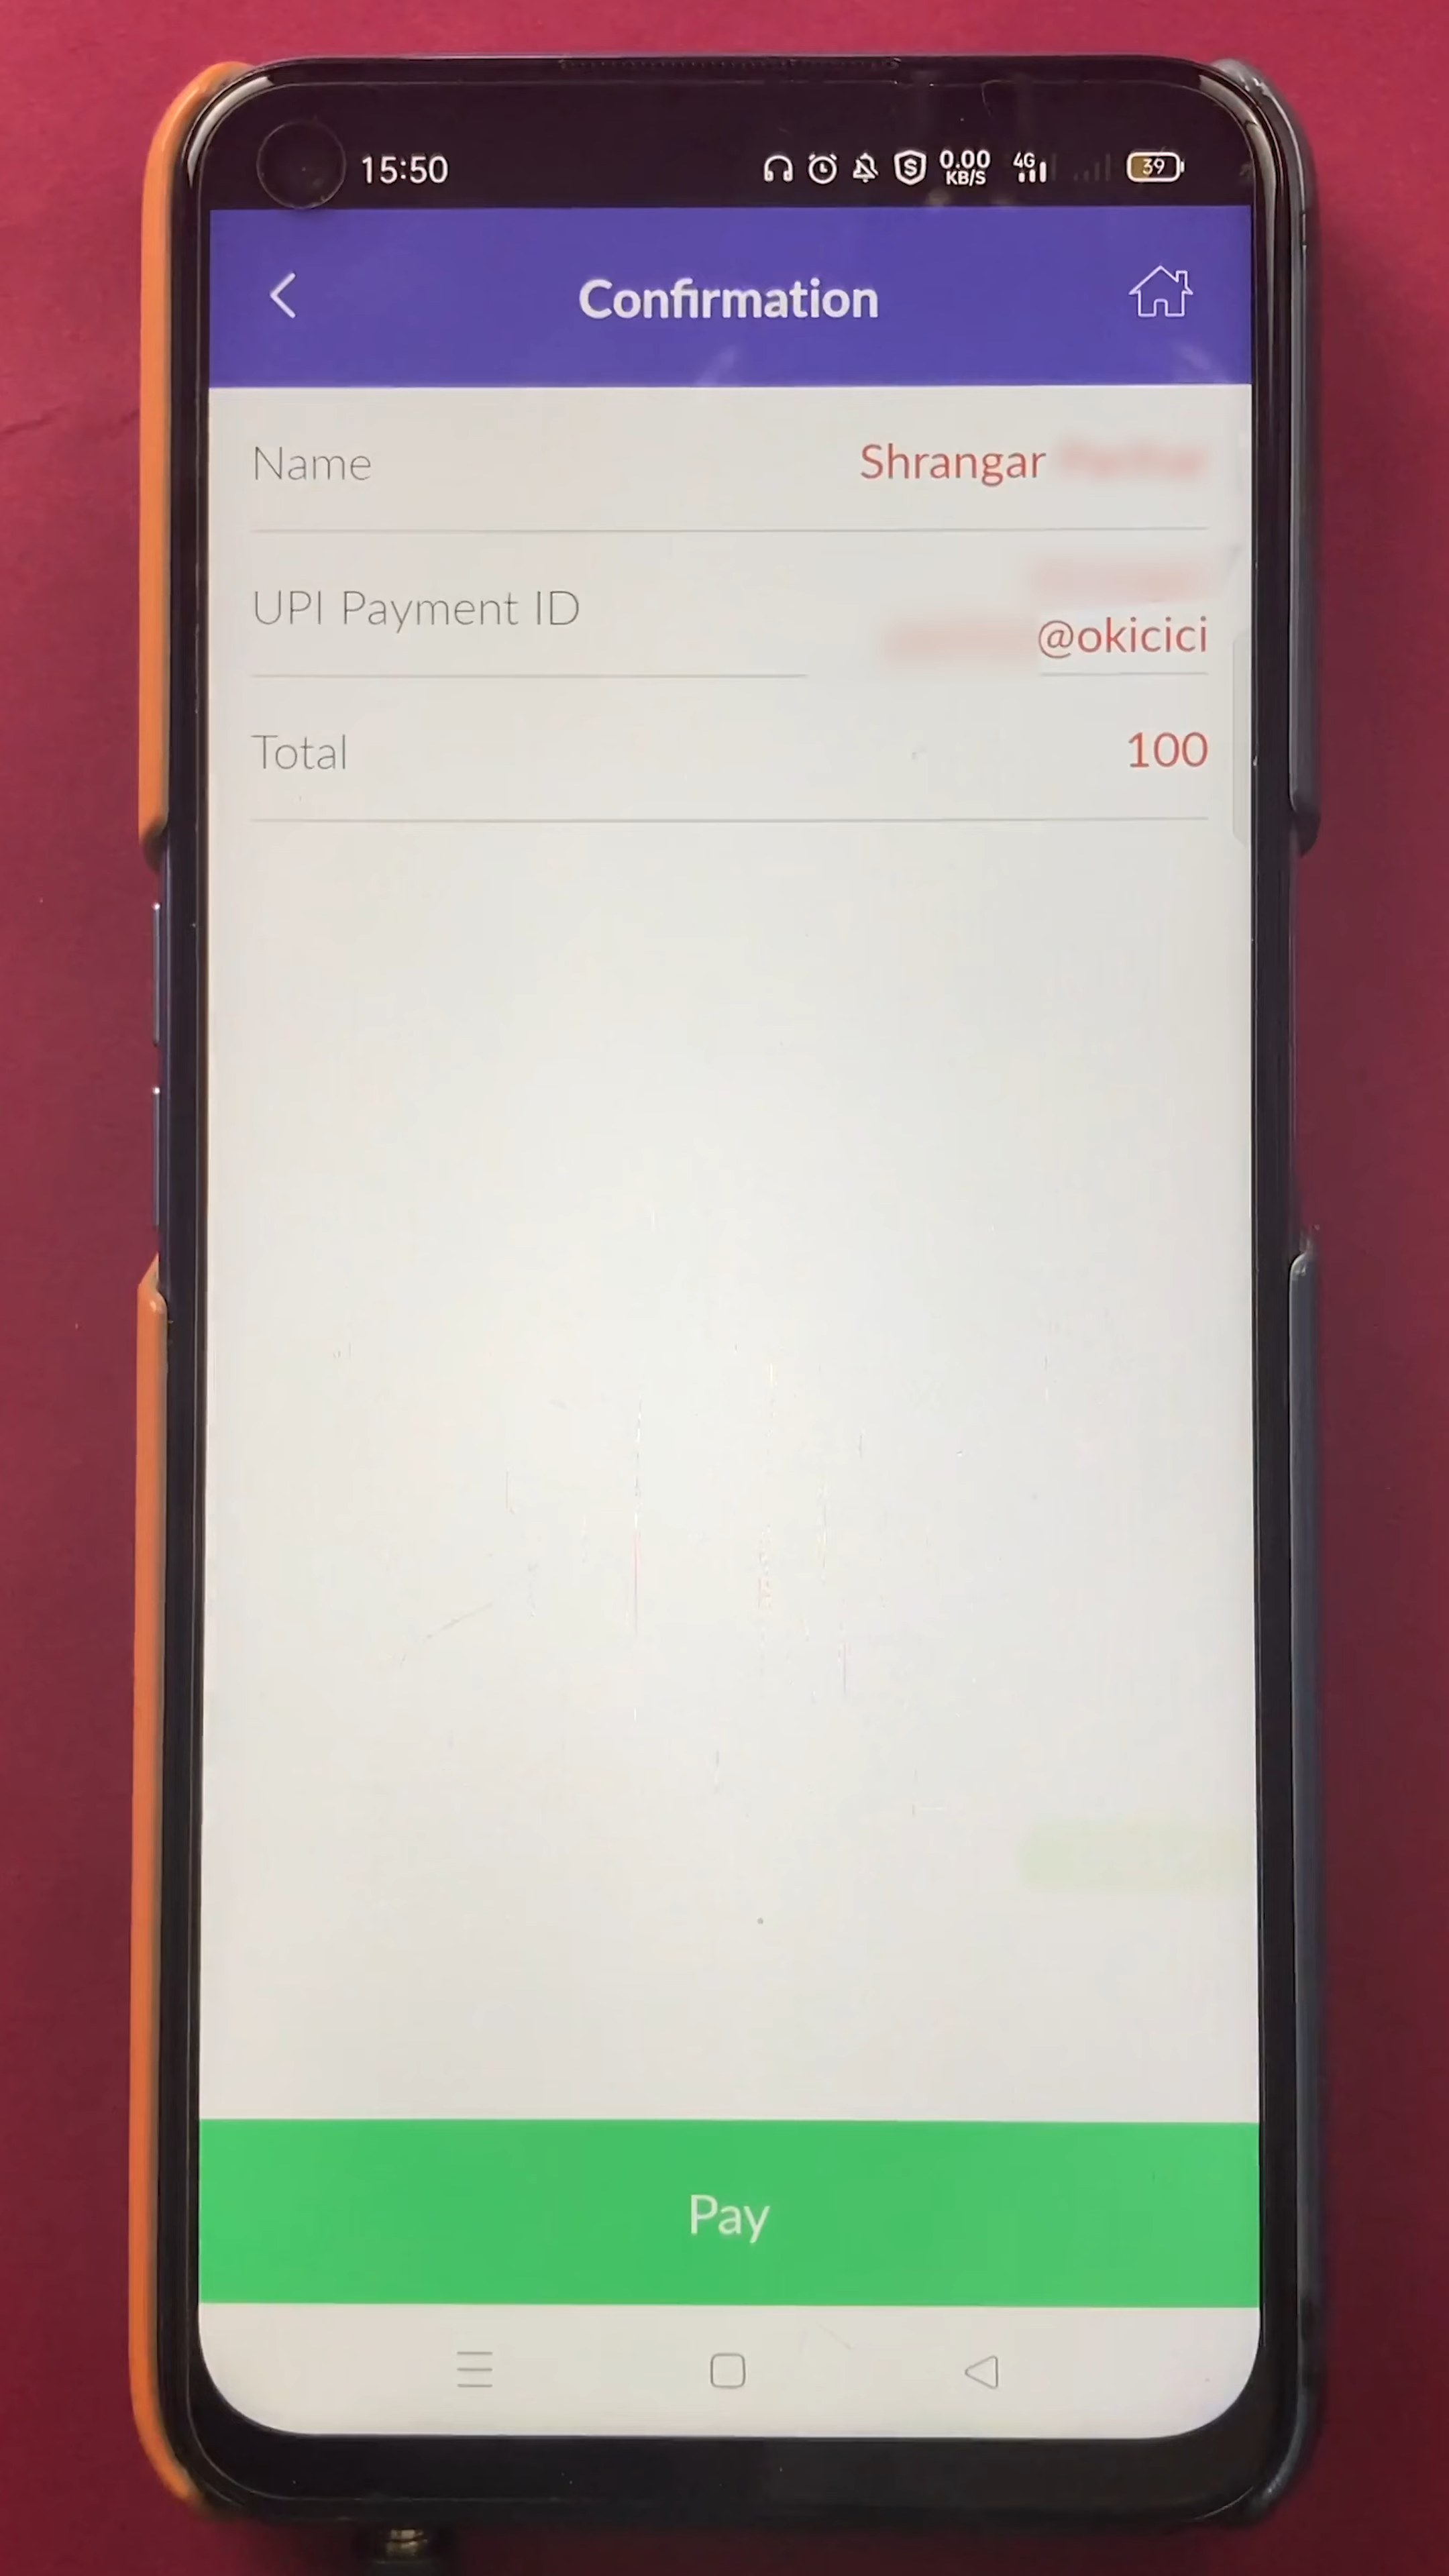 15:50
0.00
KB/S
4G
39
Confirmation
Name
Shrangar
UPI Payment ID
@okicici
Total
100
Pay